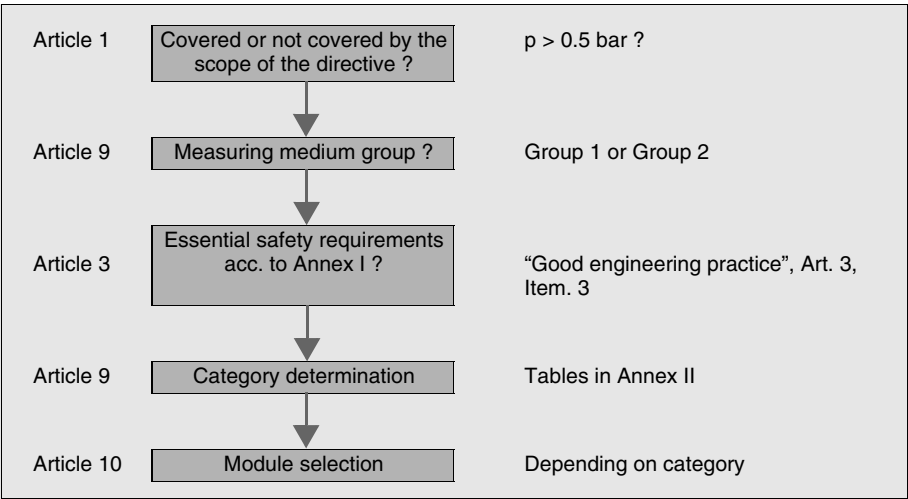 Article 1
Covered or not covered by the
scope of the directive ?
p > 0.5 bar ?
Article 9
Measuring medium group ?
Group 1 or Group 2
Article 3
Essential safety requirements
acc. to Annex I ?
“Good engineering practice”, Art. 3,
Item. 3
Article 9
Category determination
Tables in Annex II
Article 10
Module selection
Depending on category